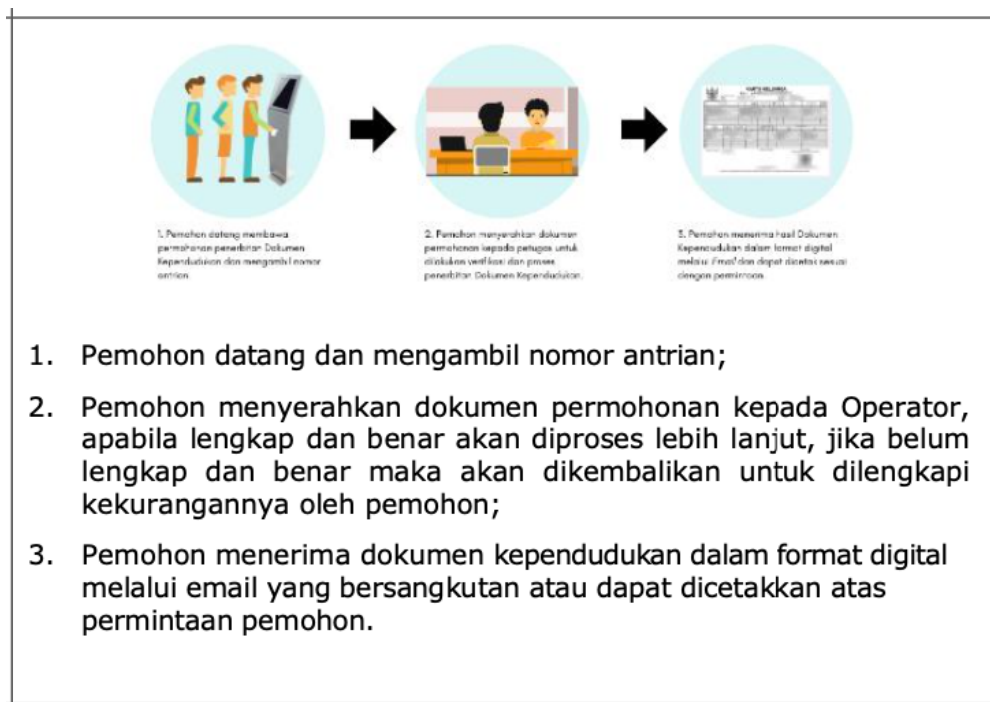 KARTU KELUARGA
1. Pemohon datang membawa
permohonan penerbitan Dokumen
Kependudukan dan mengambil nomor
antrian.
2. Pemohon menyerahkan dokumen
permohonan kepada petugas untuk
dilakukan verifikasi dan proses
penerbitan Dokumen Kependudukan.
3. Pemohon menerima hasil Dokumen
Kependudukan dalam format digital
melalui Email dan dapat dicetak sesuai
dengan permintaan.
1. Pemohon datang dan mengambil nomor antrian;
2. Pemohon menyerahkan dokumen permohonan kepada Operator,
apabila lengkap dan benar akan diproses lebih lanjut, jika belum
lengkap dan benar maka akan dikembalikan untuk dilengkapi
kekurangannya oleh pemohon;
3. Pemohon menerima dokumen kependudukan dalam format digital
melalui email yang bersangkutan atau dapat dicetakkan atas
permintaan pemohon.